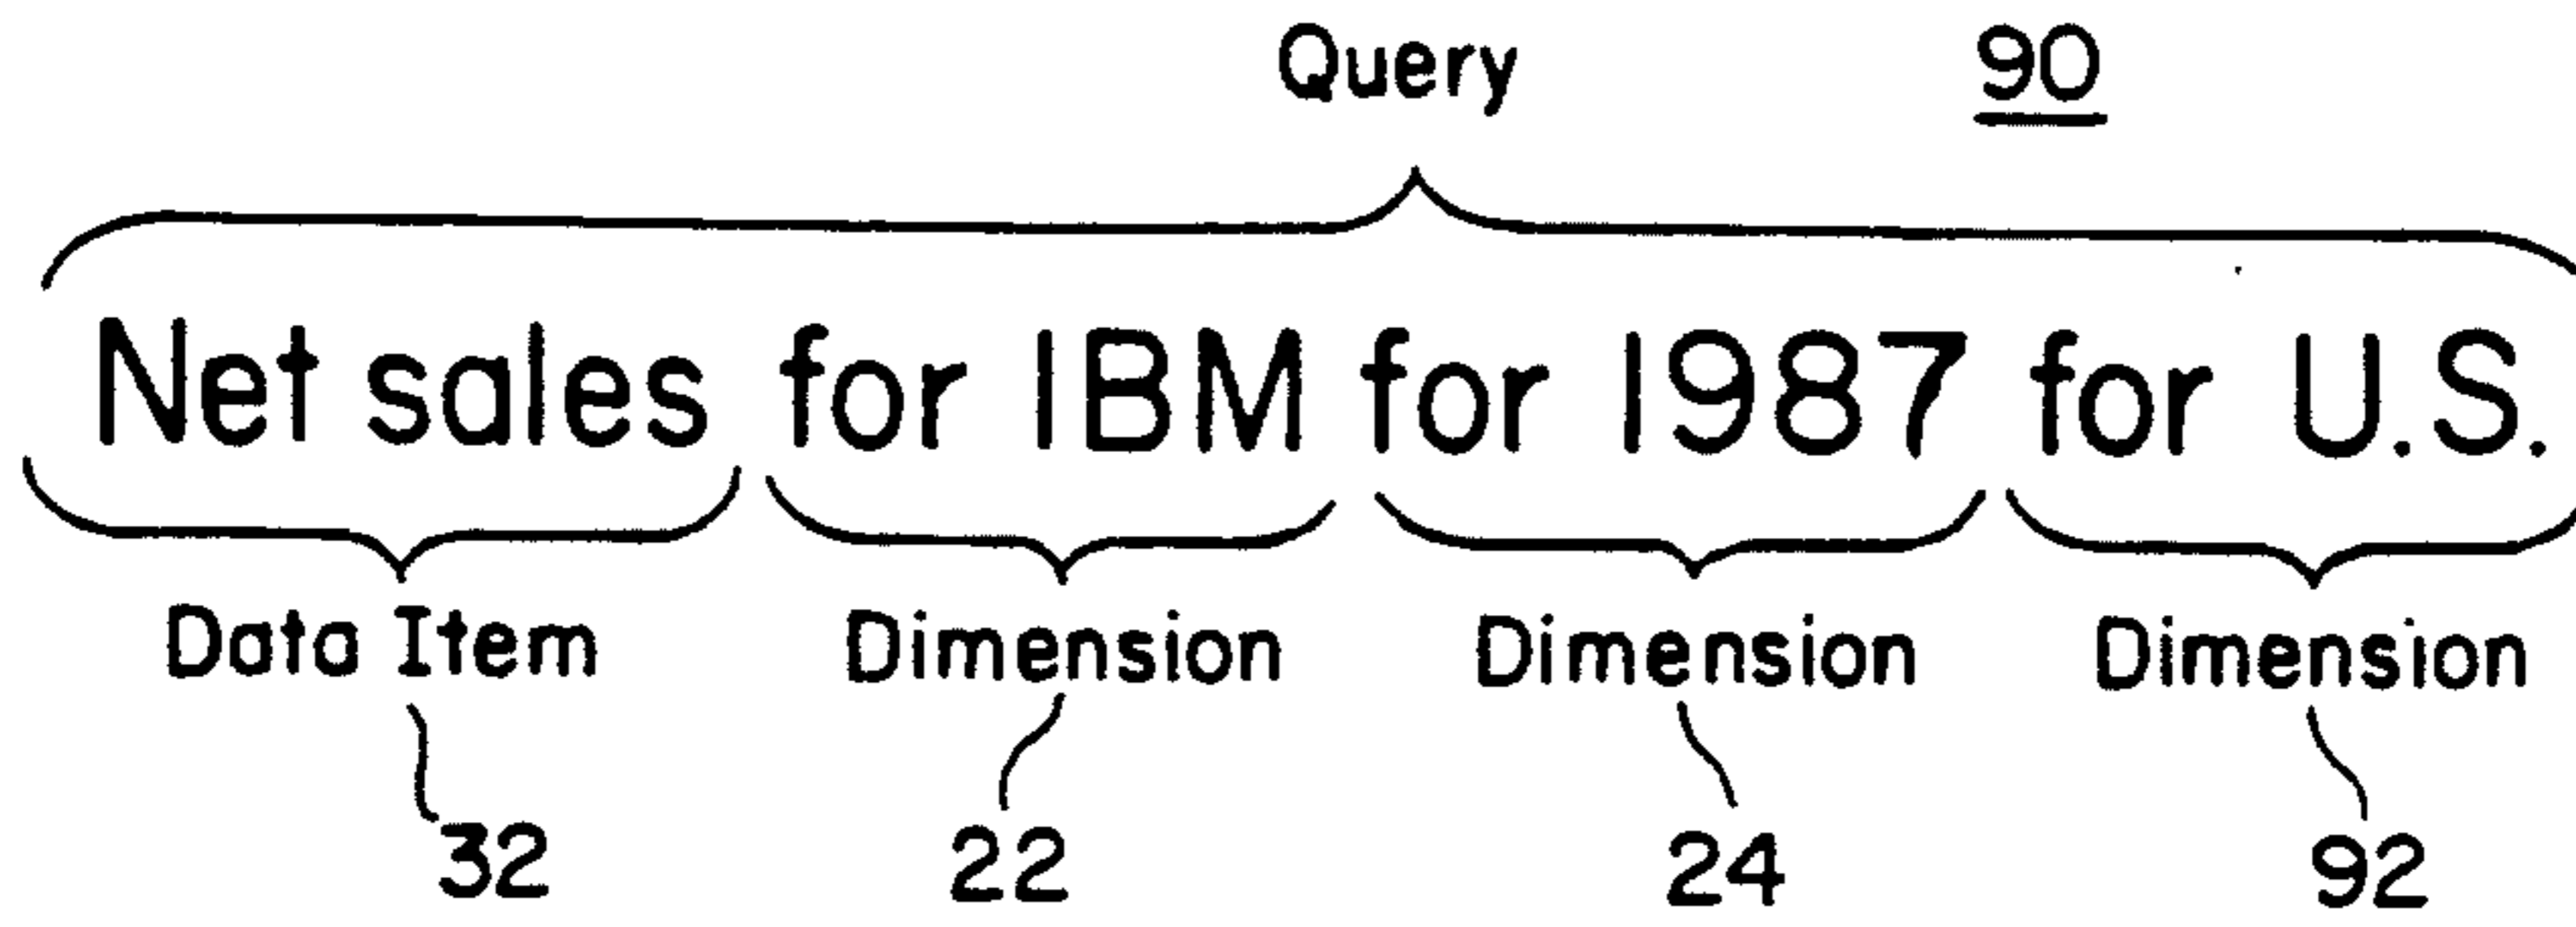 Query 90
Net sales for IBM for 1987 for U.S.
Data Item Dimension Dimension Dimension
32 22 24 92